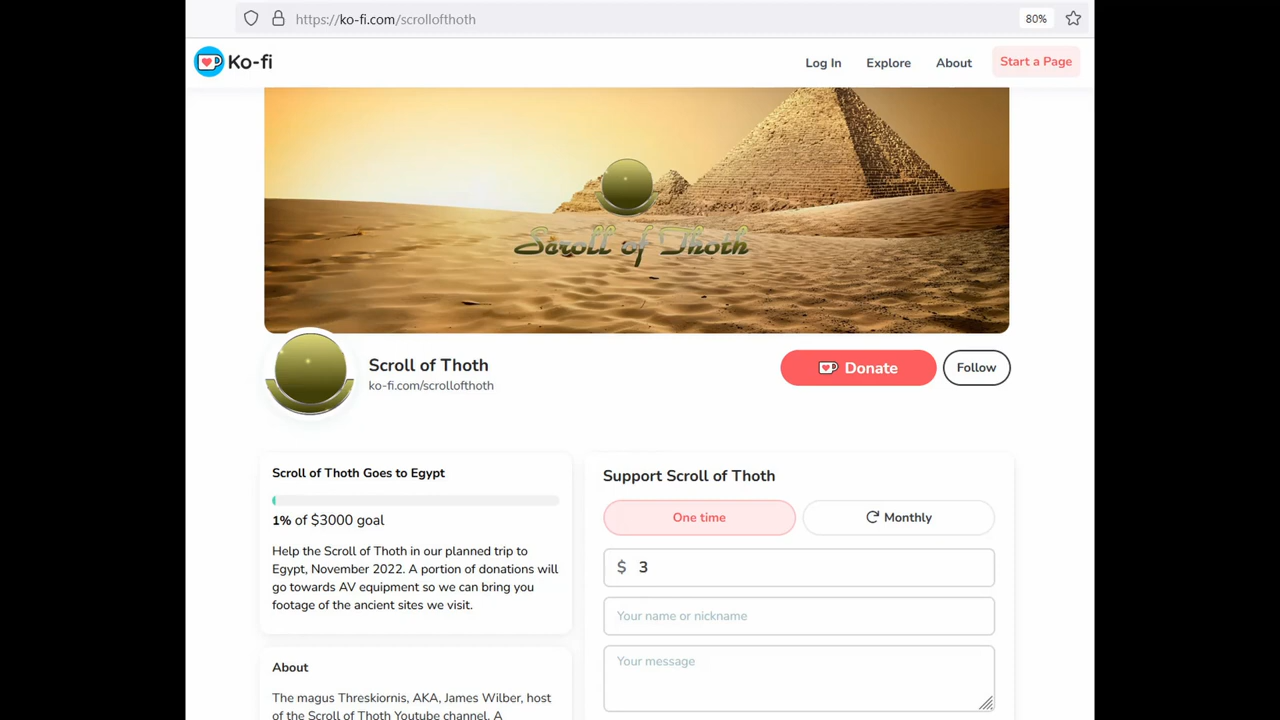 https://ko-fi.com/scrollofthoth
80%
Ko-fi
Log In
Explore
About
Start a Page
Scroll of Thoth
Scroll of Thoth
ko-fi.com/scrollofthoth
Donate
Follow
Scroll of Thoth Goes to Egypt
1% of $3000 goal
Help the Scroll of Thoth in our planned trip to
Egypt, November 2022. A portion of donations will
go towards AV equipment so we can bring you
footage of the ancient sites we visit.
About
The magus Threskiornis, AKA, James Wilber, host
of the Scroll of Thoth Youtube channel. A
Support Scroll of Thoth
One time
Monthly
$ 3
Your name or nickname
Your message